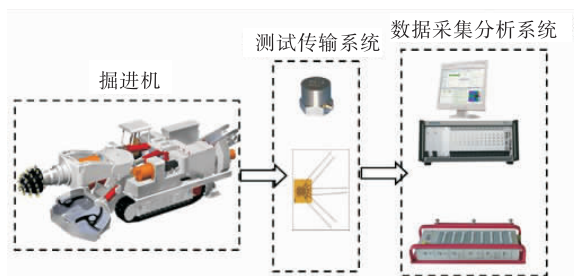 掘进机
测试传输系统
数据采集分析系统